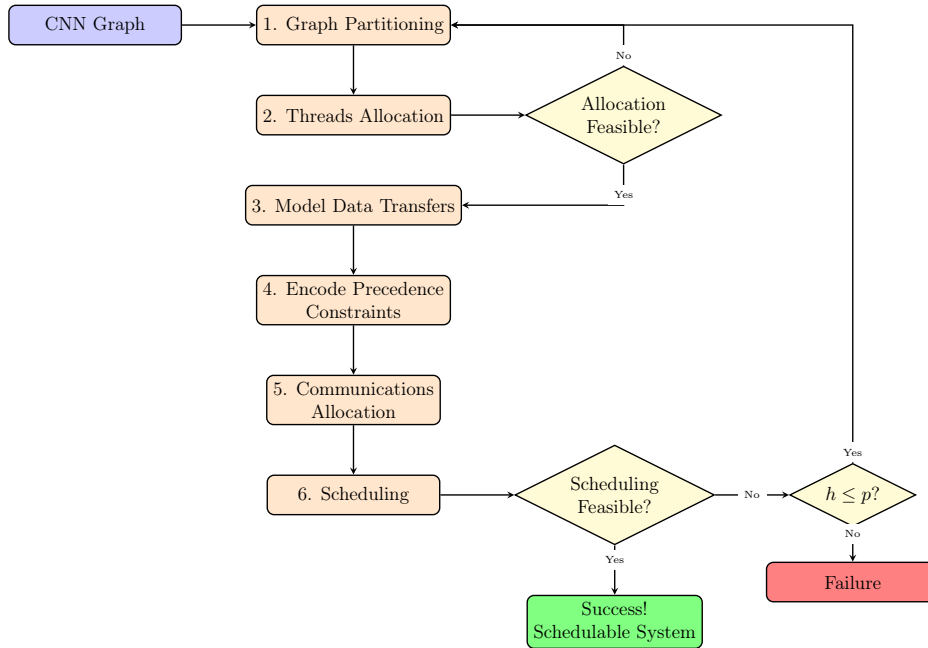 CNN Graph
1. Graph Partitioning
No
2. Threads Allocation
Allocation
Feasible?
Yes
3. Model Data Transfers
4. Encode Precedence
Constraints
5. Communications
Allocation
Yes
6. Scheduling
Scheduling
Feasible?
No
h ≤ p?
No
Yes
Failure
Success!
Schedulable System